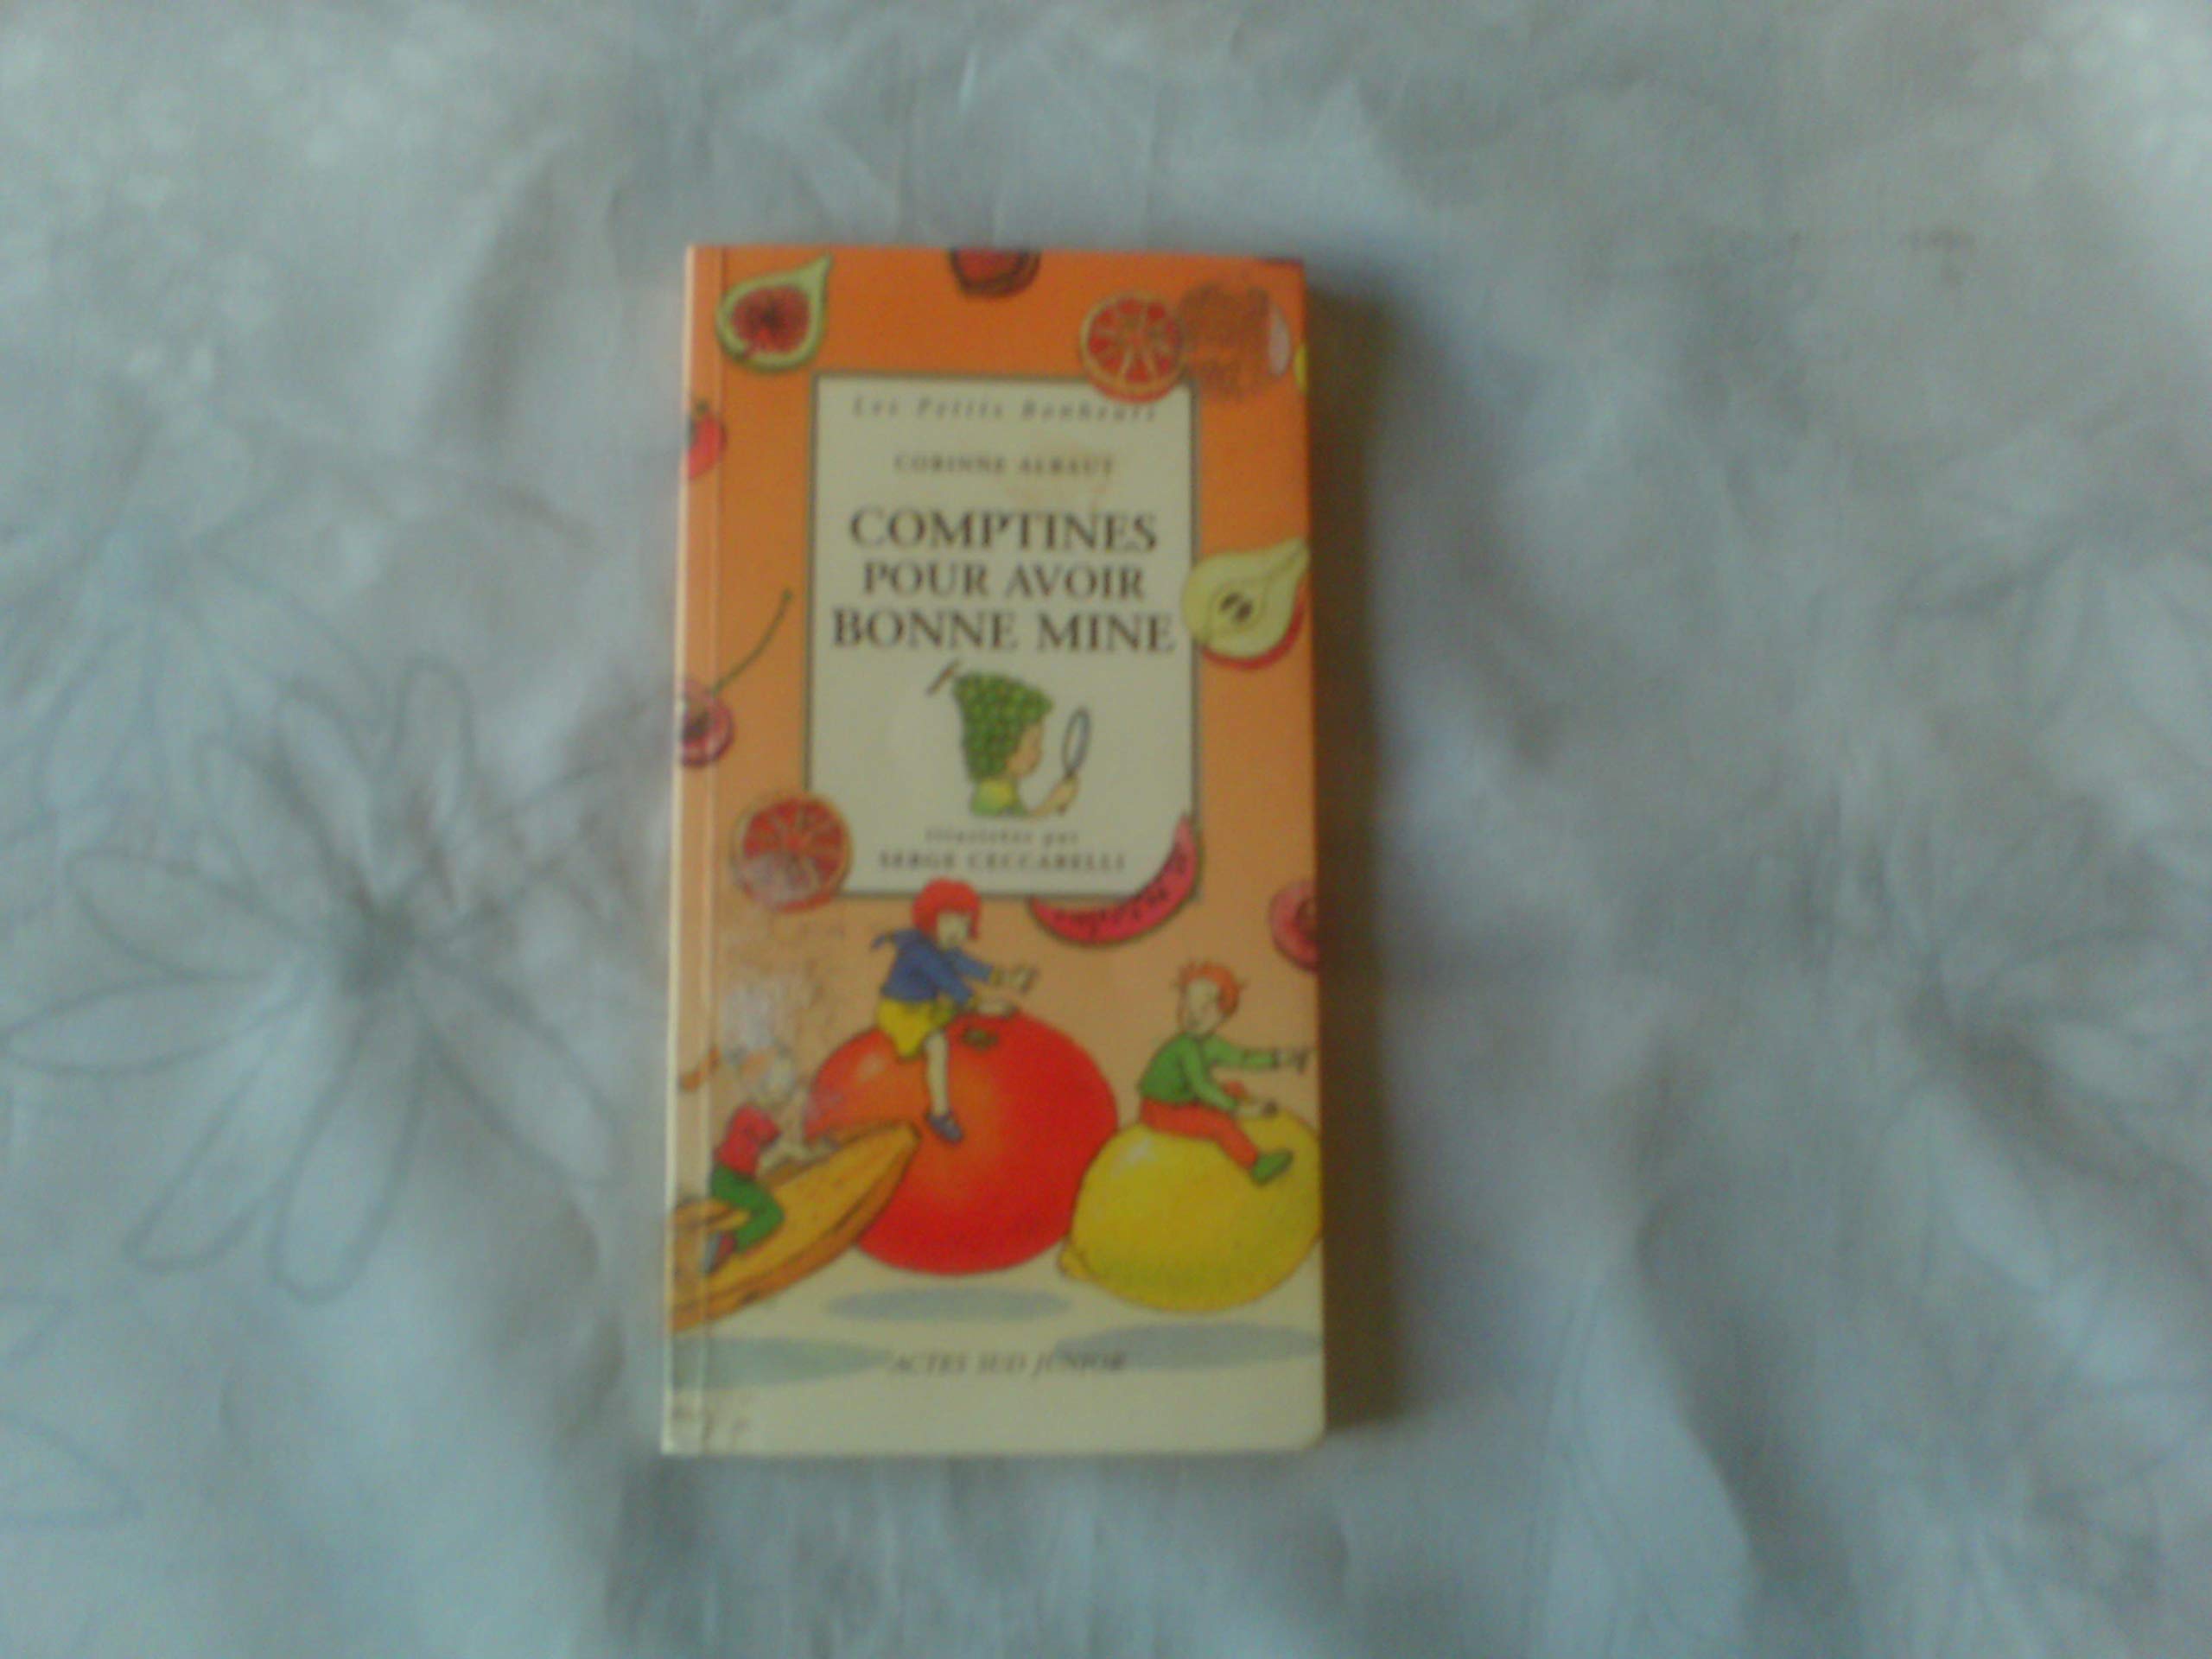 Les Petits Bonheurs
CORINNE ALBAUT
COMPTINES
POUR AVOIR
BONNE MINE
illustrées par
SERGE CECCARELLI
ACTES SUD JUNIOR